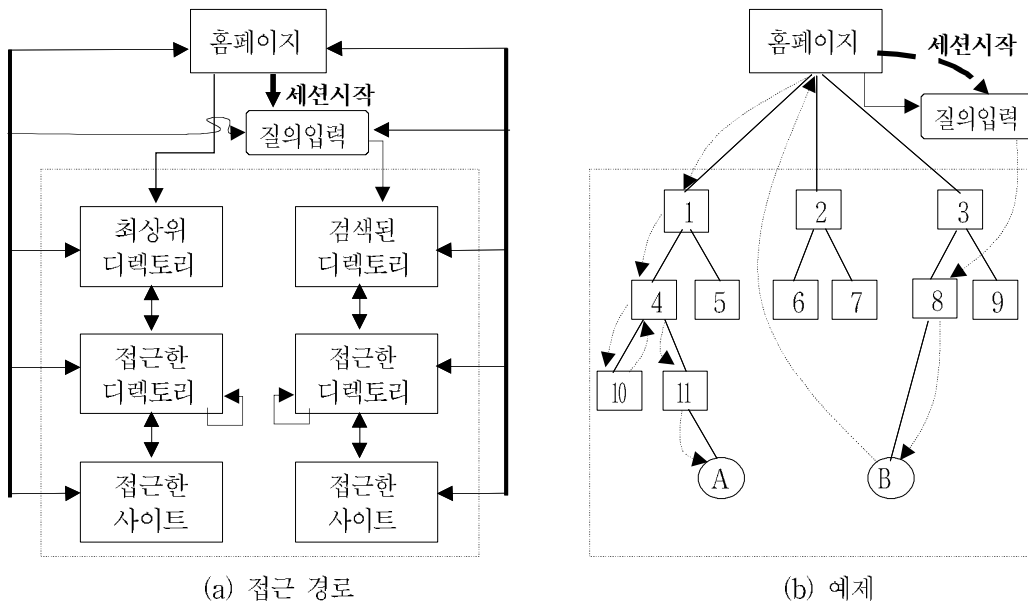 홈페이지
세션시작
질의입력
최상위
디렉토리
검색된
디렉토리
접근한
디렉토리
접근한
디렉토리
접근한
사이트
접근한
사이트
(a) 접근 경로
홈페이지
세션시작
질의입력
1
2
3
4
5
6
7
8
9
10
11
A
B
(b) 예제